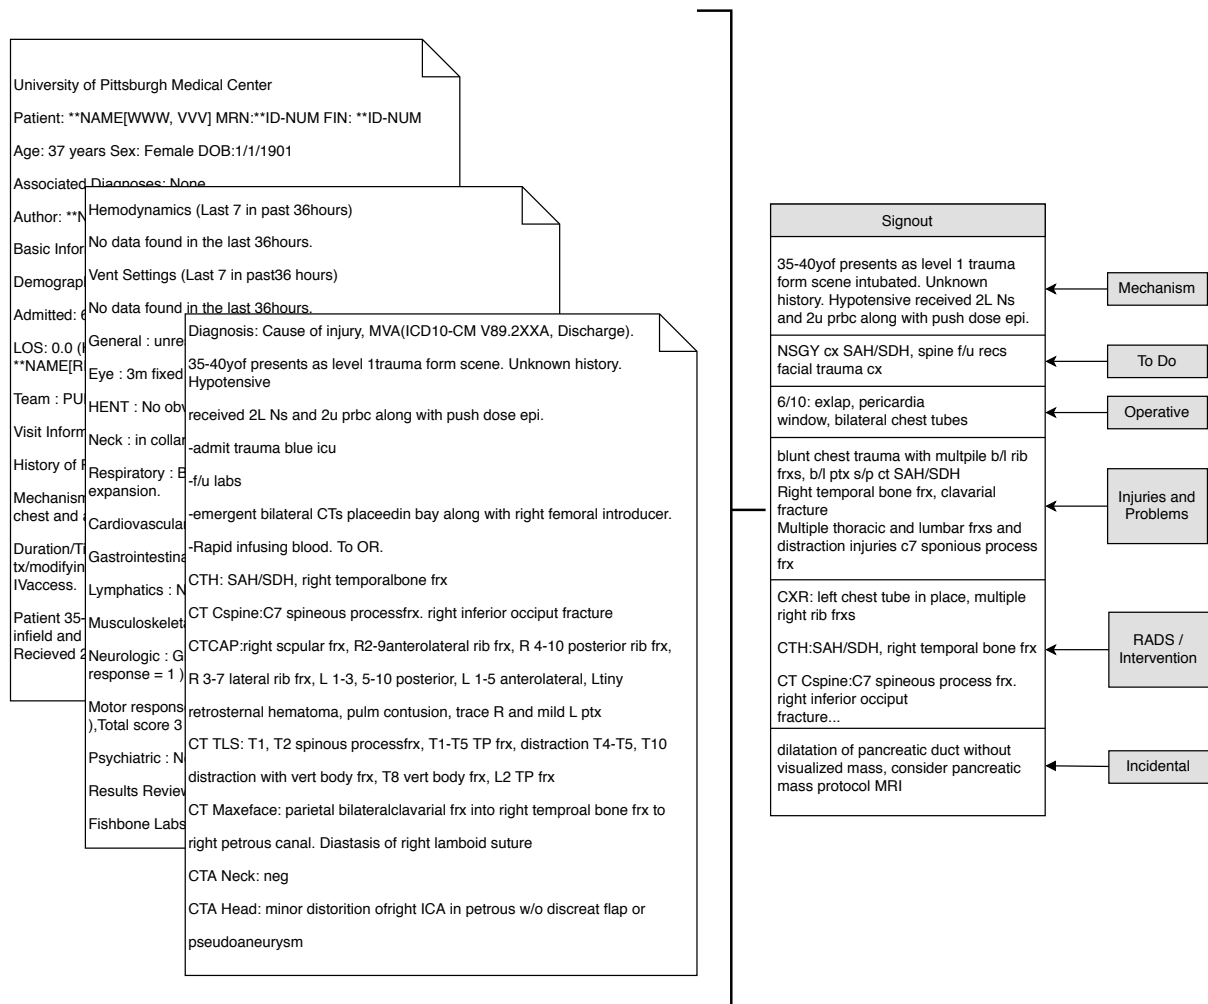 University of Pittsburgh Medical Center
Patient: **NAME[WWW, VVV] MRN:**ID-NUM FIN: **ID-NUM
Age: 37 years Sex: Female DOB:1/1/1901
Associated Diagnoses: None
Author: **N
Basic Infor
Demograp
Admitted: 6
LOS: 0.0 (
**NAME[R
Team : PU
Visit Inform
History of
Mechanism
chest and
Duration/Ti
tx/modifyin
IVaccess.
Patient 35-
infield and
Recieved 2
Hemodynamics (Last 7 in past 36hours)
No data found in the last 36hours.
Vent Settings (Last 7 in past36 hours)
No data found in the last 36hours.
General : unre
Eye : 3m fixed
HENT : No obv
Neck : in collar
Respiratory : B
expansion.
Cardiovascular
Gastrointestina
Lymphatics : N
Musculoskeleta
Neurologic : G
response = 1 )
Motor respons
),Total score 3
Psychiatric : N
Results Review
Fishbone Labs
Diagnosis: Cause of injury, MVA(ICD10-CM V89.2XXA, Discharge).
35-40yof presents as level 1trauma form scene. Unknown history.
Hypotensive
received 2L Ns and 2u prbc along with push dose epi.
-admit trauma blue icu
-f/u labs
-emergent bilateral CTs placeedin bay along with right femoral introducer.
-Rapid infusing blood. To OR.
CTH: SAH/SDH, right temporalbone frx
CT Cspine:C7 spineous processfrx. right inferior occiput fracture
CTCAP:right scpular frx, R2-9anterolateral rib frx, R 4-10 posterior rib frx,
R 3-7 lateral rib frx, L 1-3, 5-10 posterior, L 1-5 anterolateral, Ltiny
retrosternal hematoma, pulm contusion, trace R and mild L ptx
CT TLS: T1, T2 spinous processfrx, T1-T5 TP frx, distraction T4-T5, T10
distraction with vert body frx, T8 vert body frx, L2 TP frx
CT Maxeface: parietal bilateralclavarial frx into right temproal bone frx to
right petrous canal. Diastasis of right lamboid suture
CTA Neck: neg
CTA Head: minor distorition ofright ICA in petrous w/o discreat flap or
pseudoaneurysm
Signout
35-40yof presents as level 1 trauma
form scene intubated. Unknown
history. Hypotensive received 2L Ns
and 2u prbc along with push dose epi.
Mechanism
NSGY cx SAH/SDH, spine f/u recs
facial trauma cx
To Do
6/10: exlap, pericardia
window, bilateral chest tubes
Operative
blunt chest trauma with multpile b/l rib
frxs, b/l ptx s/p ct SAH/SDH
Right temporal bone frx, clavarial
fracture
Multiple thoracic and lumbar frxs and
distraction injuries c7 sponious process
frx
Injuries and
Problems
CXR: left chest tube in place, multiple
right rib frxs
CTH:SAH/SDH, right temporal bone frx
CT Cspine:C7 spineous process frx.
right inferior occiput
fracture...
RADS /
Intervention
dilatation of pancreatic duct without
visualized mass, consider pancreatic
mass protocol MRI
Incidental